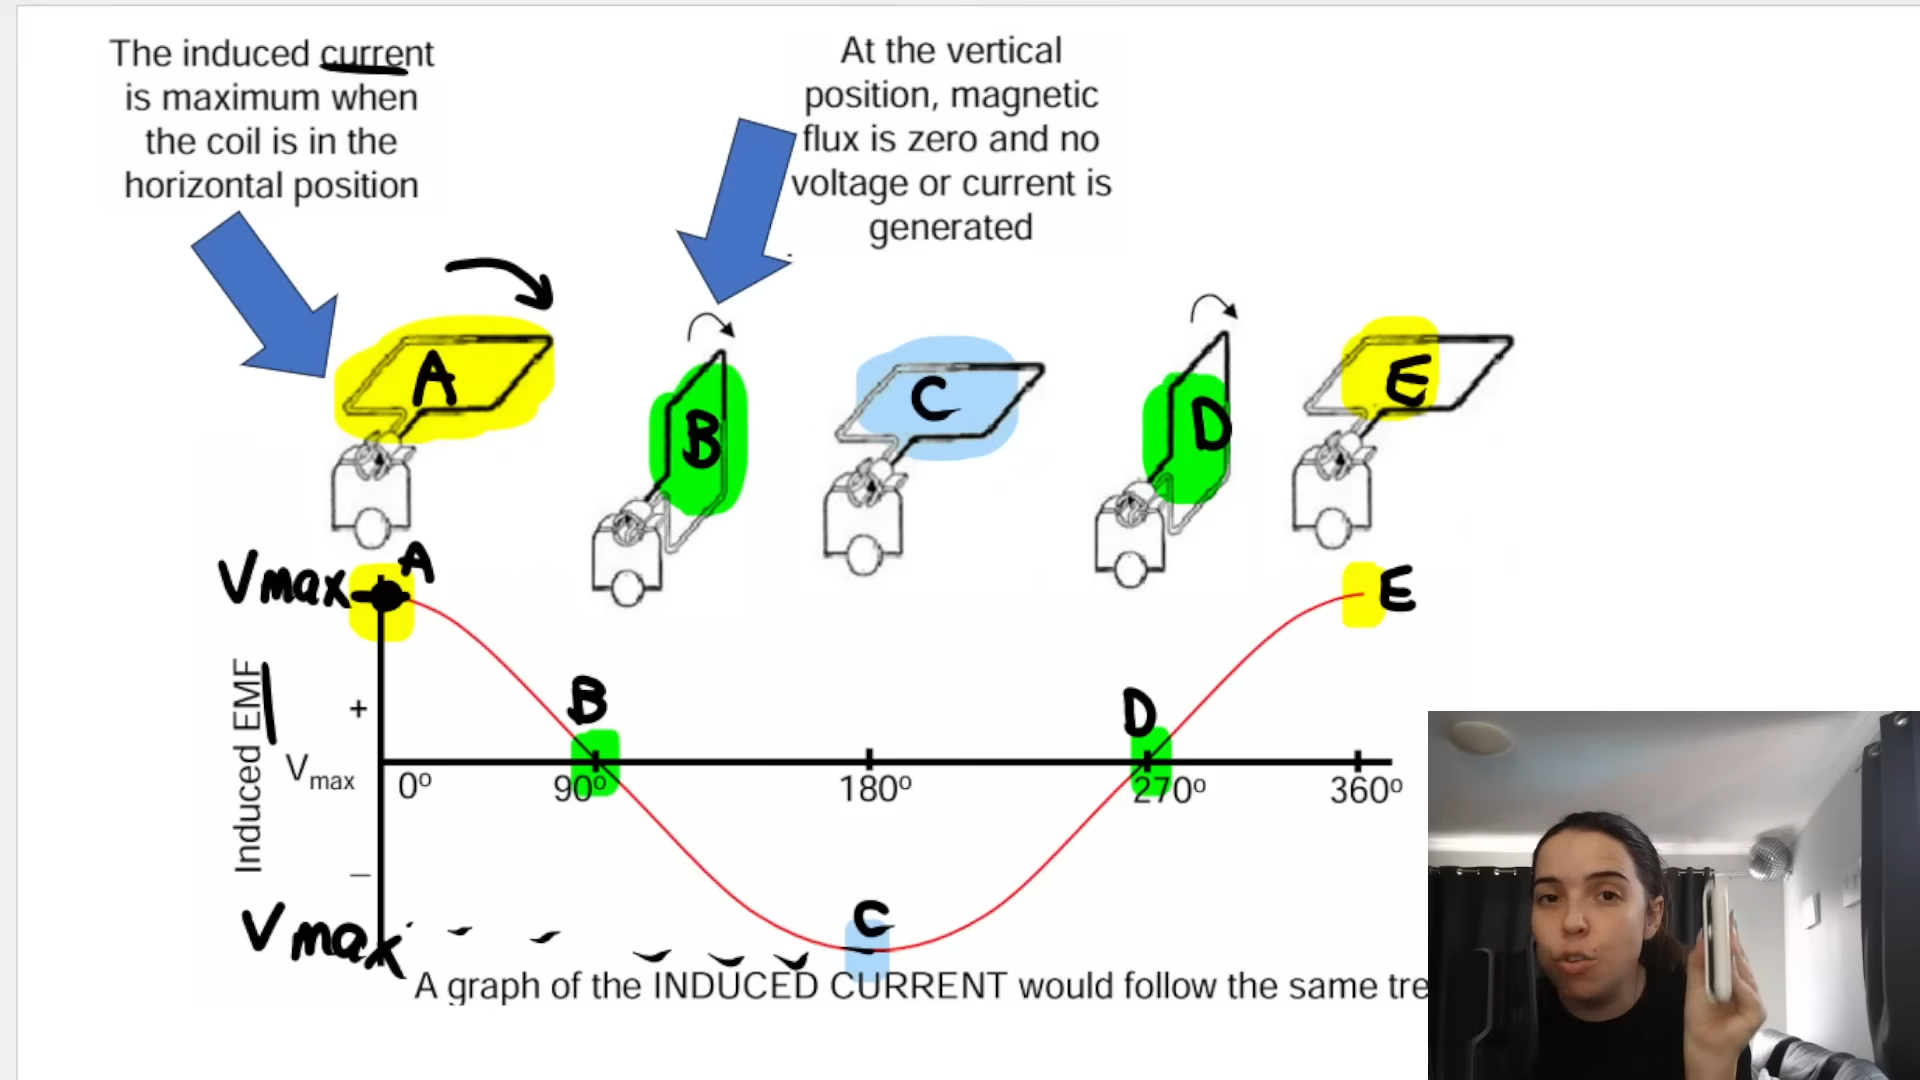 The induced current
is maximum when
the coil is in the
horizontal position
At the vertical
position, magnetic
flux is zero and no
voltage or current is
generated
A
B
C
D
E
Vmax
A
E
B
D
+
Induced EMF
Vmax
0º
90º
180º
270º
360º
–
C
Vmax
A graph of the INDUCED CURRENT would follow the same tre